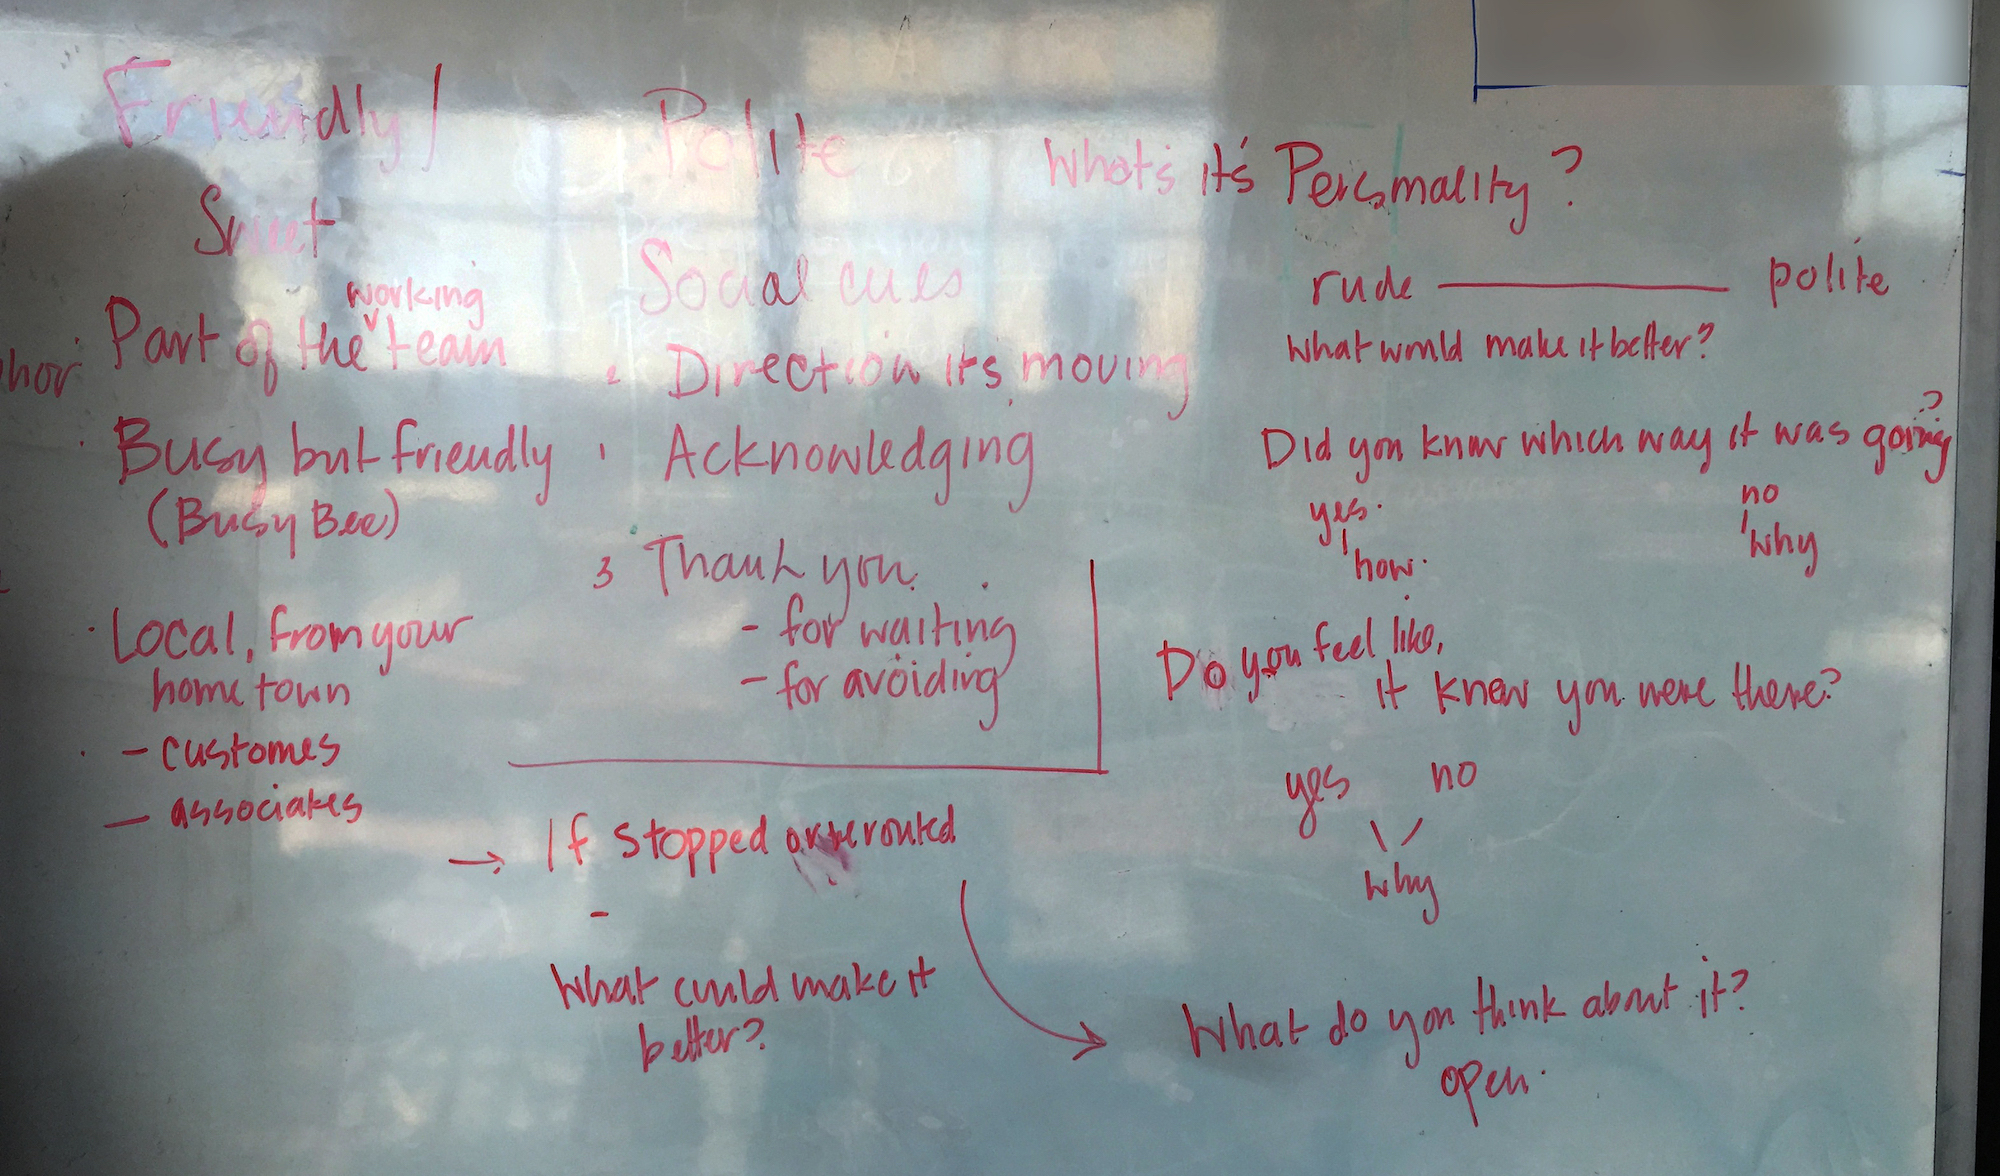 Friendly/
Sweet
Part of the working team
Busy but friendly
(Busy Bee)
Local, from your
home town
- customes
- associates
Polite
Social cues
Direction its moving
Acknowledging
3 Thank you
- for waiting
- for avoiding
→ If stopped or rerouted
-
What could make it
better?
What's it's Personality?
rude polite
What would make it better?
Did you know which way it was going?
yes. no
how. why
Do you feel like,
it knew you were there?
yes no
why
What do you think about it?
open.